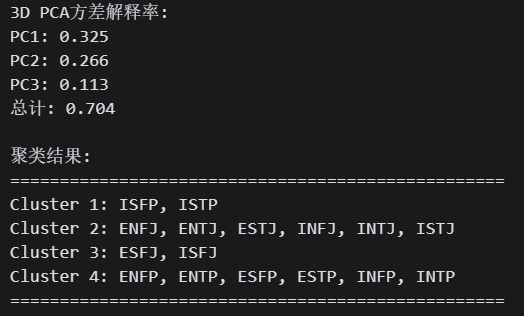 3D PCA方差解释率:
PC1: 0.325
PC2: 0.266
PC3: 0.113
总计: 0.704
聚类结果:
==================================================
Cluster 1: ISFP, ISTP
Cluster 2: ENFJ, ENTJ, ESTJ, INFJ, INTJ, ISTJ
Cluster 3: ESFJ, ISFJ
Cluster 4: ENFP, ENTP, ESFP, ESTP, INFP, INTP
==================================================